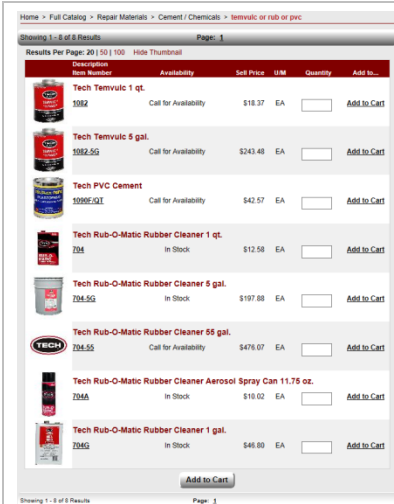 Home > Full Catalog > Repair Materials > Cement / Chemicals > temvulc or rub or pvc
Showing 1 - 8 of 8 Results Page: 1
Results Per Page: 20 | 50 | 100 Hide Thumbnail
Description
Item Number Availability Sell Price U/M Quantity Add to...
Tech Temvulc 1 qt.
1082 Call for Availability $18.37 EA Add to Cart
Tech Temvulc 5 gal.
1082-5G Call for Availability $243.48 EA Add to Cart
Tech PVC Cement
1090F/QT Call for Availability $42.57 EA Add to Cart
Tech Rub-O-Matic Rubber Cleaner 1 qt.
704 In Stock $12.58 EA Add to Cart
Tech Rub-O-Matic Rubber Cleaner 5 gal.
704-5G In Stock $197.88 EA Add to Cart
Tech Rub-O-Matic Rubber Cleaner 55 gal.
TECH
704-55 Call for Availability $476.07 EA Add to Cart
Tech Rub-O-Matic Rubber Cleaner Aerosol Spray Can 11.75 oz.
704A In Stock $10.02 EA Add to Cart
Tech Rub-O-Matic Rubber Cleaner 1 gal.
704G In Stock $46.80 EA Add to Cart
Add to Cart
Showing 1 - 8 of 8 Results Page: 1